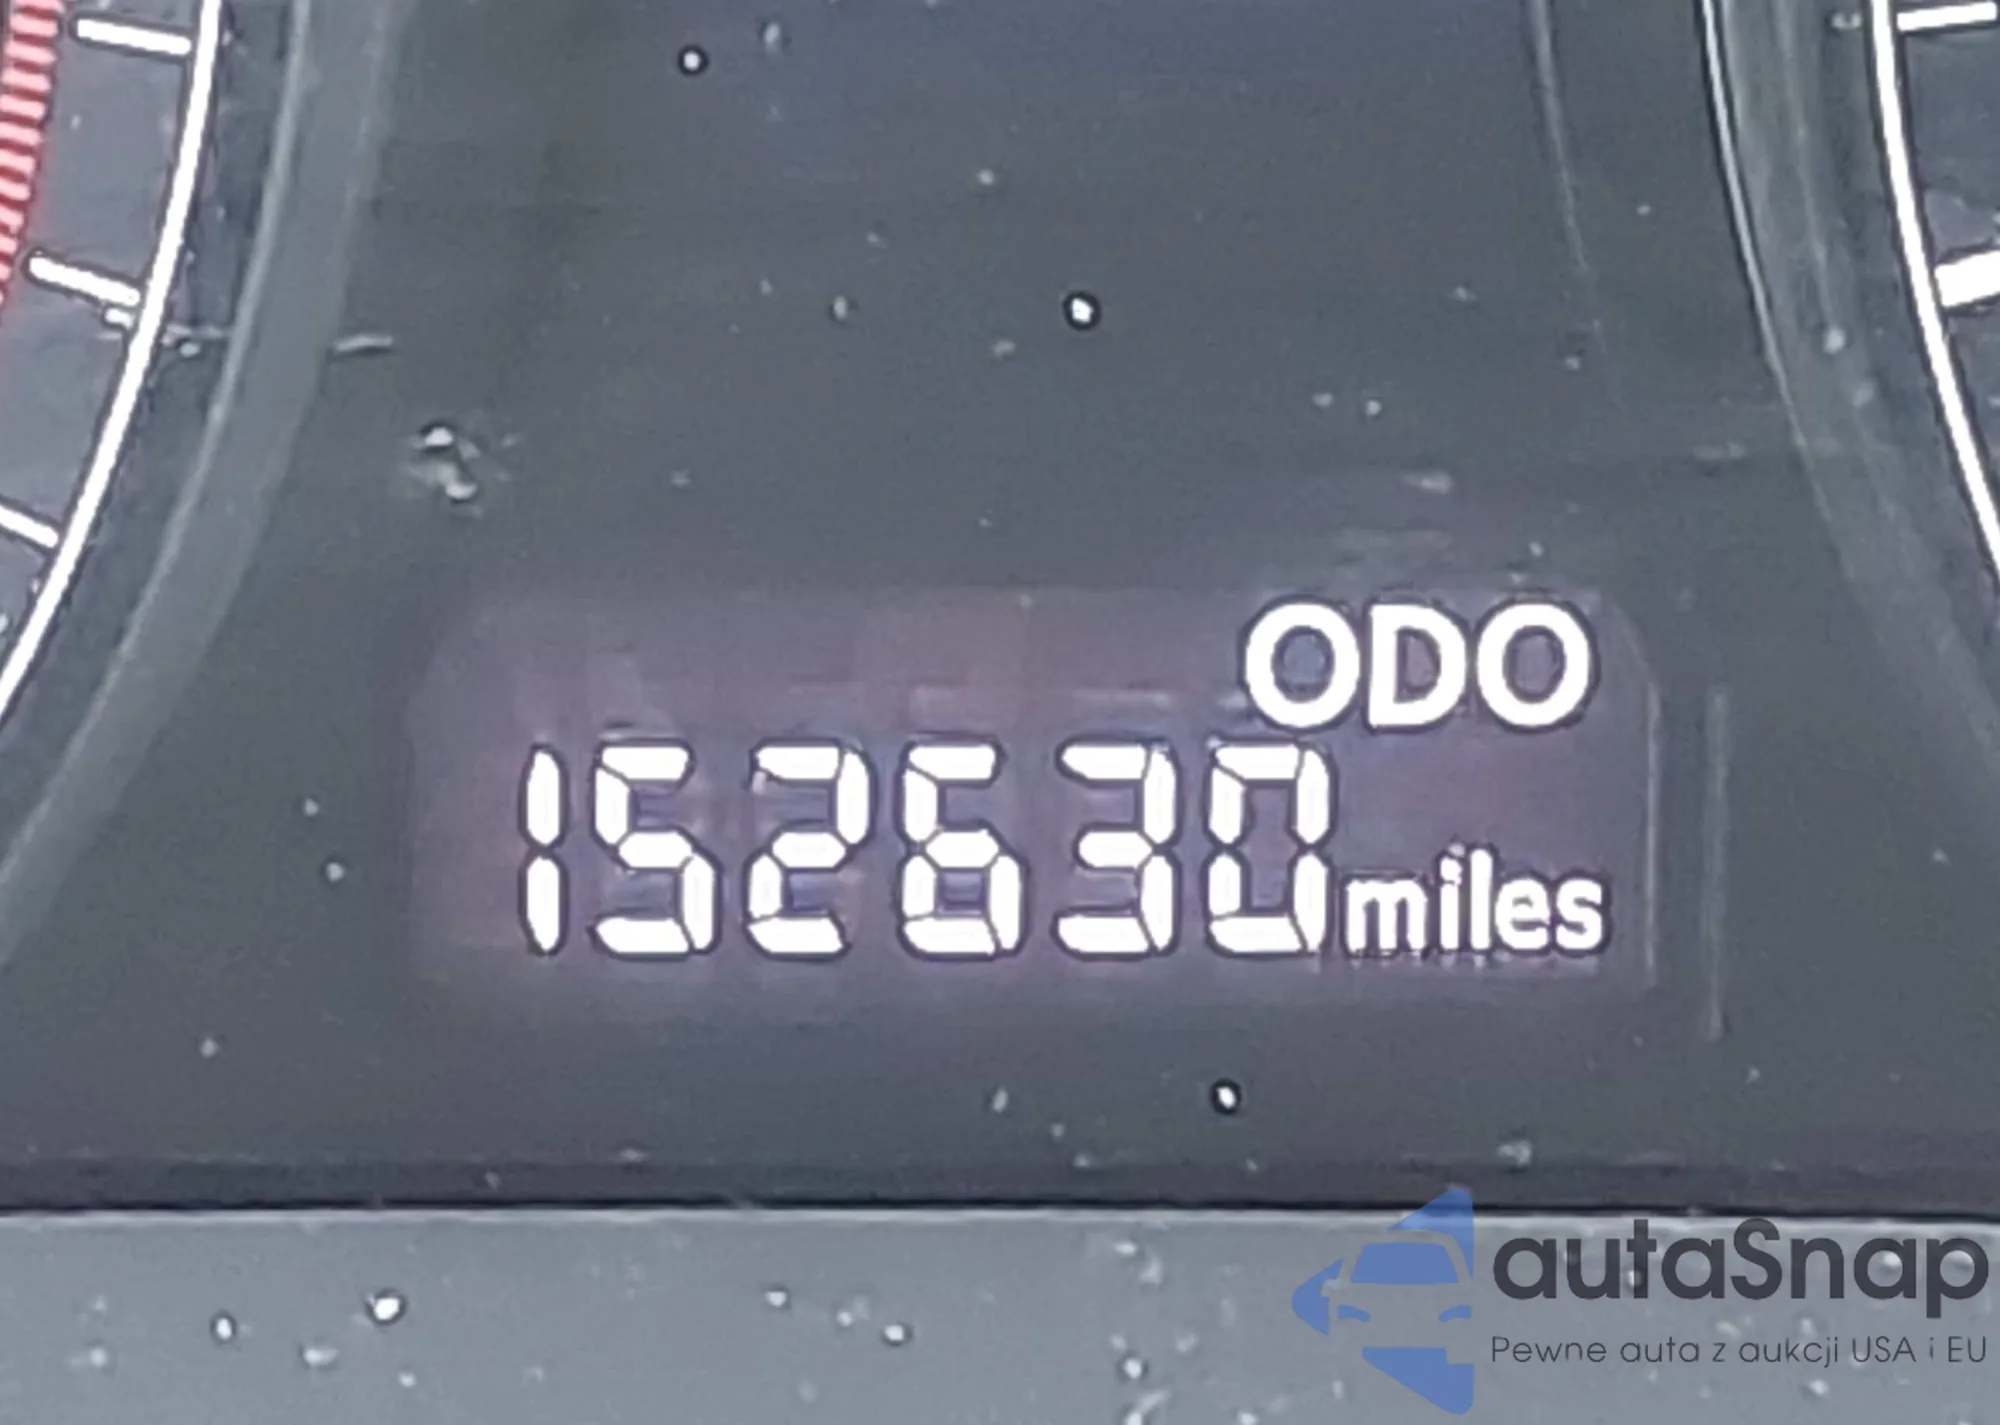 ODO
152630 miles
autaSnap
Pewne auta z aukcji USA i EU